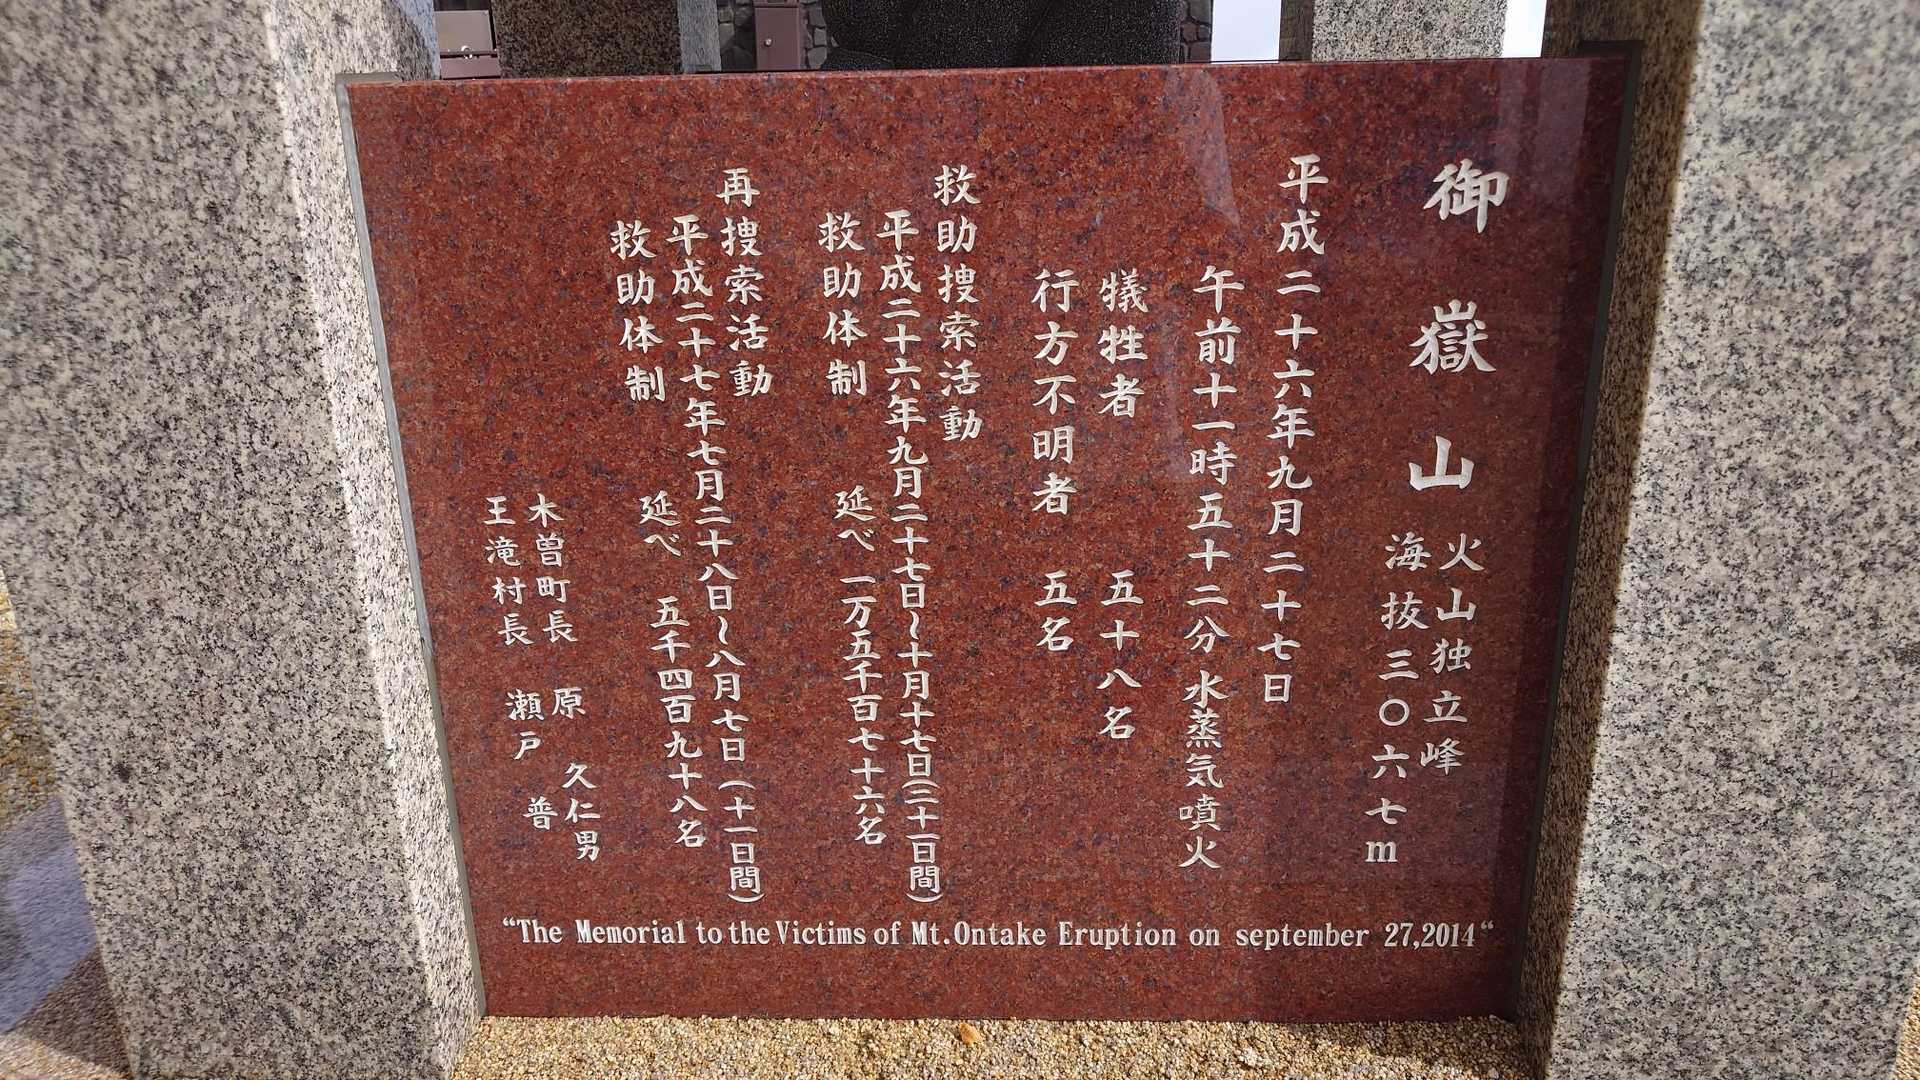 御嶽山
火山独立峰
海抜三〇六七m
平成二十六年九月二十七日
午前十一時五十二分 水蒸気噴火
犠牲者 五十八名
行方不明者 五名
救助捜索活動
平成二十六年九月二十七日～十月十七日(二十一日間)
救助体制 延べ 一万五千百七十六名
再捜索活動
平成二十七年七月二十八日～八月七日(十一日間)
救助体制 延べ 五千四百九十八名
木曽町長 原 久仁男
王滝村長 瀬戸 普
“The Memorial to the Victims of Mt.Ontake Eruption on september 27,2014“